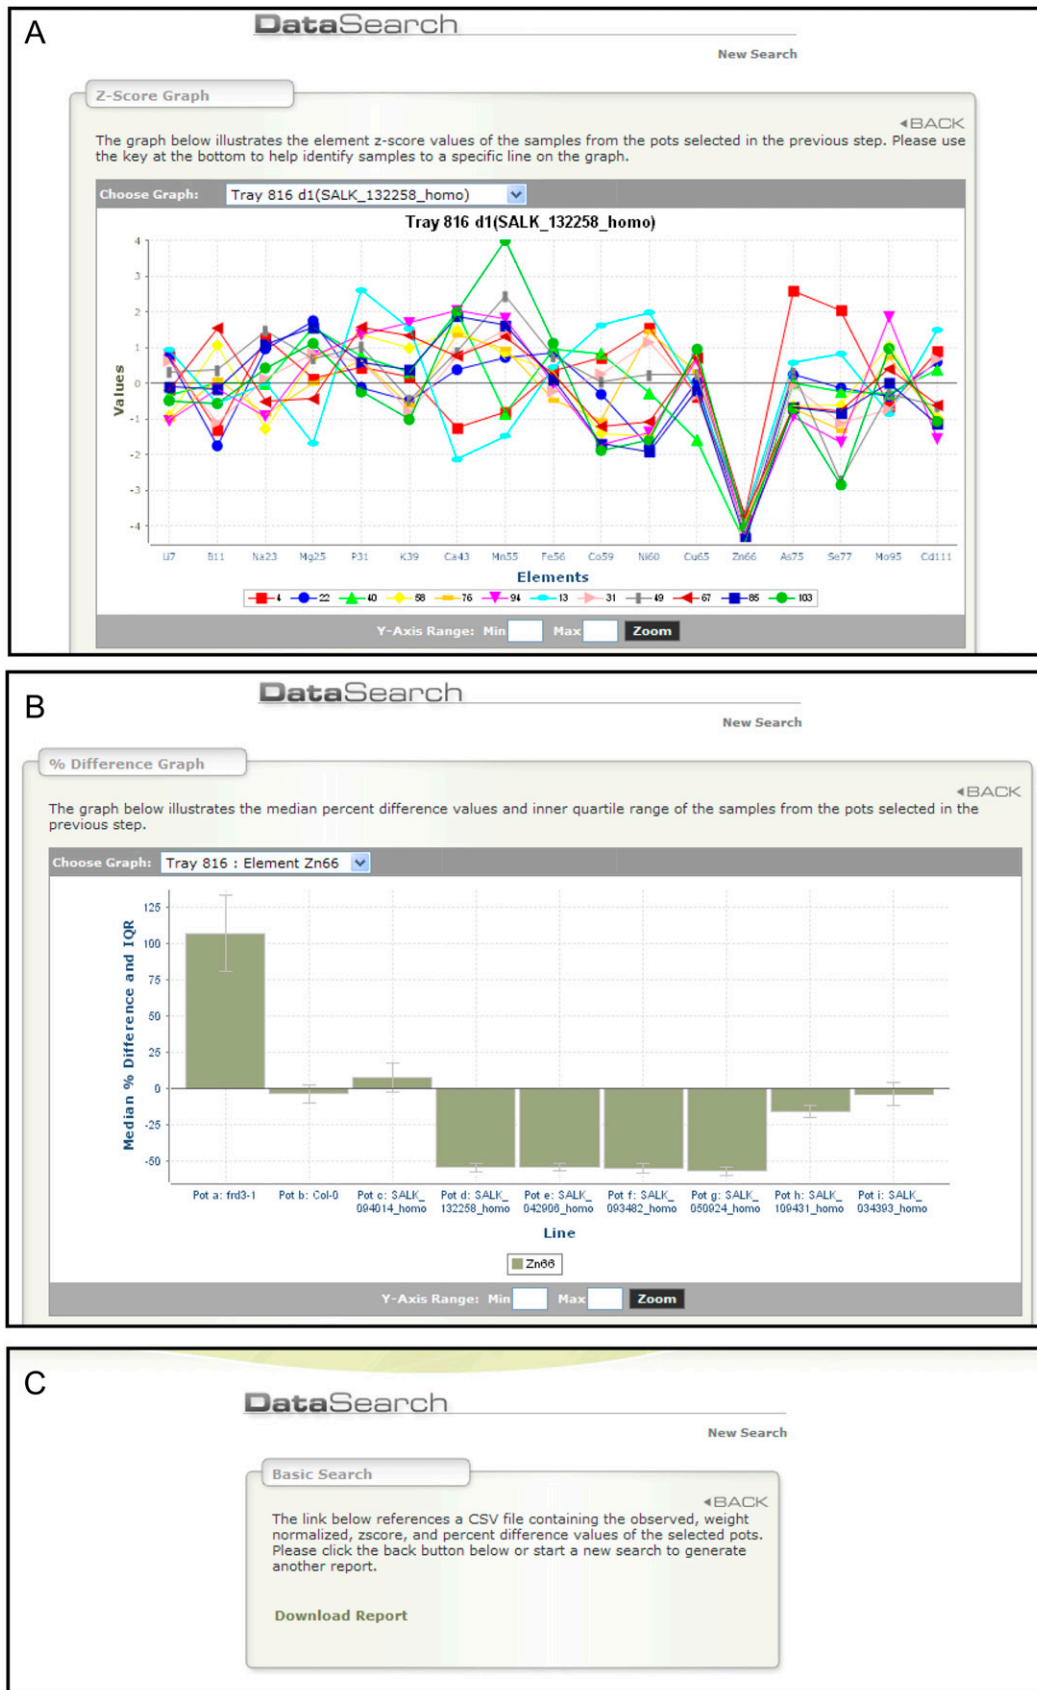 A
DataSearch
New Search
Z-Score Graph
◄BACK
The graph below illustrates the element z-score values of the samples from the pots selected in the previous step. Please use
the key at the bottom to help identify samples to a specific line on the graph.
Choose Graph: Tray 816 d1(SALK_132258_homo)
Tray 816 d1(SALK_132258_homo)
4
3
2
1
0
-1
-2
-3
-4
Values
Li7 B11 Na23 Mg25 P31 K39 Ca43 Mn55 Fe56 Co59 Ni60 Cu65 Zn66 As75 Se77 Mo95 Cd111
Elements
4 22 40 58 76 94 13 31 49 67 85 103
Y-Axis Range: Min Max Zoom
B
DataSearch
New Search
% Difference Graph
◄BACK
The graph below illustrates the median percent difference values and inner quartile range of the samples from the pots selected in the
previous step.
Choose Graph: Tray 816 : Element Zn66
125
100
75
50
25
0
-25
-50
Median % Difference and IQR
Pot a: frd3-1 Pot b: Col-0 Pot c: SALK_ Pot d: SALK_ Pot e: SALK_ Pot f: SALK_ Pot g: SALK_ Pot h: SALK_ Pot i: SALK_
094014_homo 132258_homo 042906_homo 093482_homo 050924_homo 109431_homo 034393_homo
Line
Zn66
Y-Axis Range: Min Max Zoom
C
DataSearch
New Search
Basic Search
◄BACK
The link below references a CSV file containing the observed, weight
normalized, zscore, and percent difference values of the selected pots.
Please click the back button below or start a new search to generate
another report.
Download Report